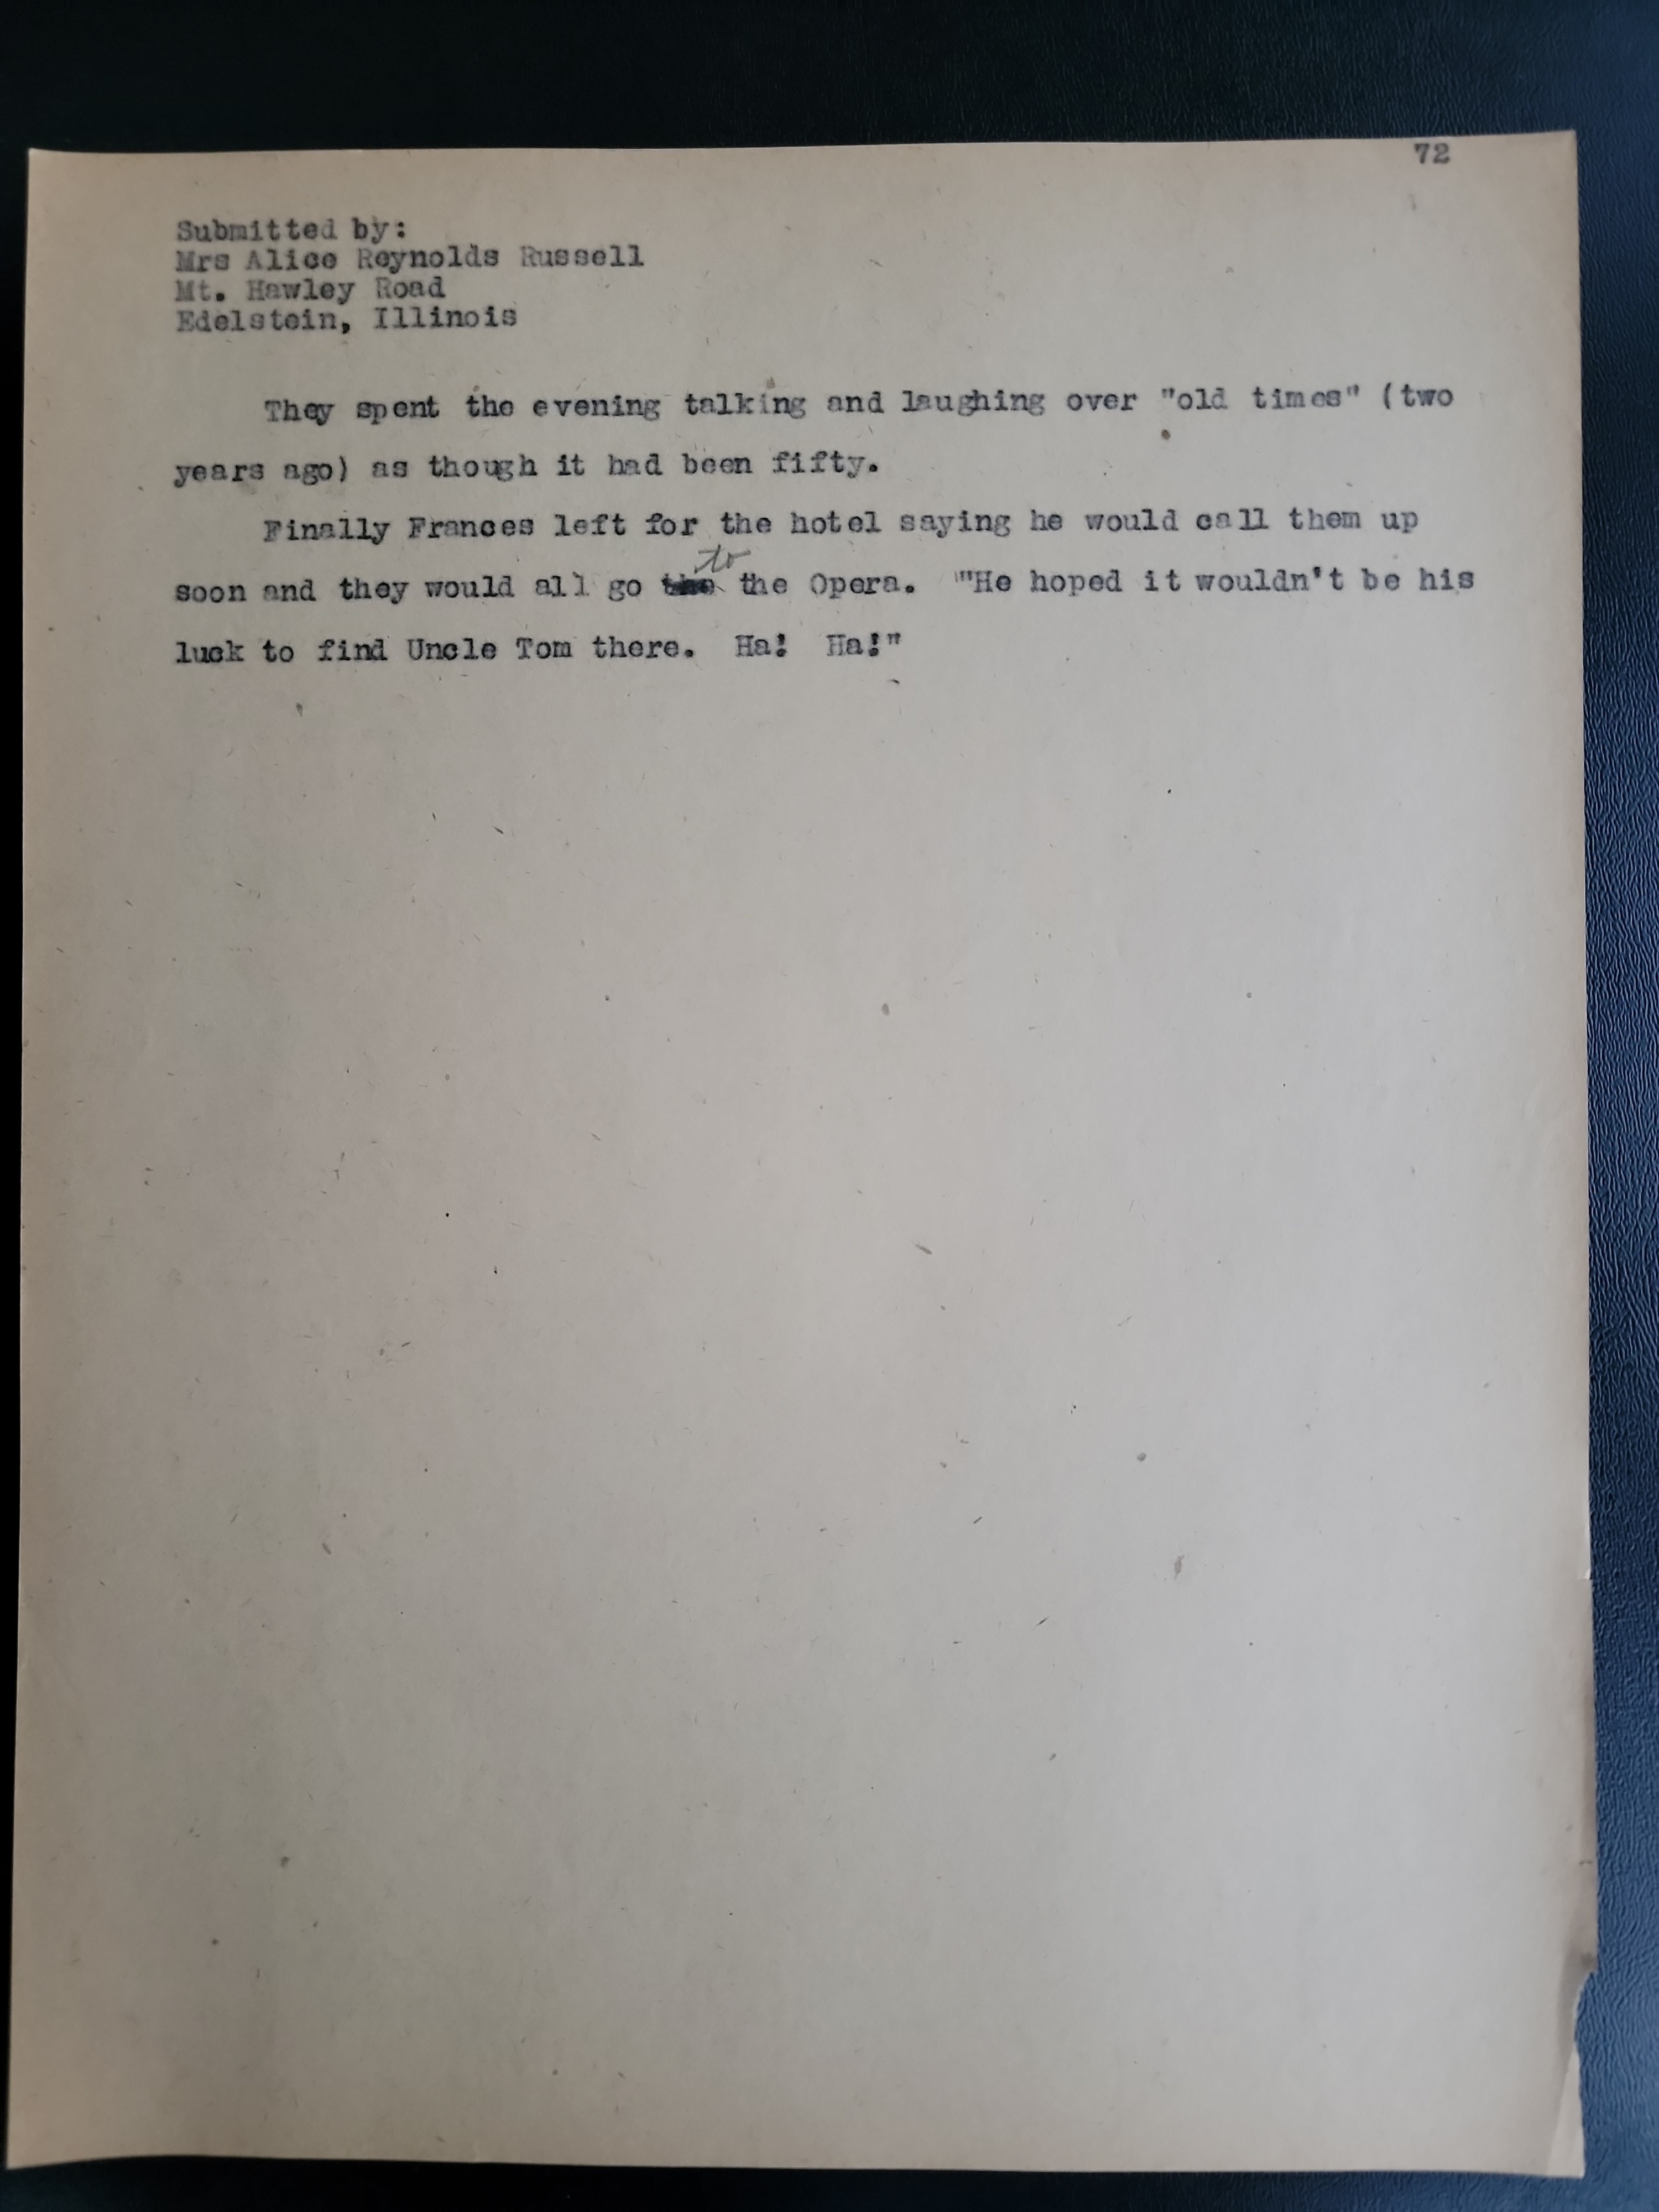 72
Submitted by:
Mrs Alice Reynolds Russell
Mt. Hawley Road
Edelstein, Illinois
They spent the evening talking and laughing over "old times" (two
years ago) as though it had been fifty.
Finally Frances left for the hotel saying he would call them up
to
soon and they would all go the the Opera. "He hoped it wouldn't be his
luck to find Uncle Tom there. Ha! Ha!"